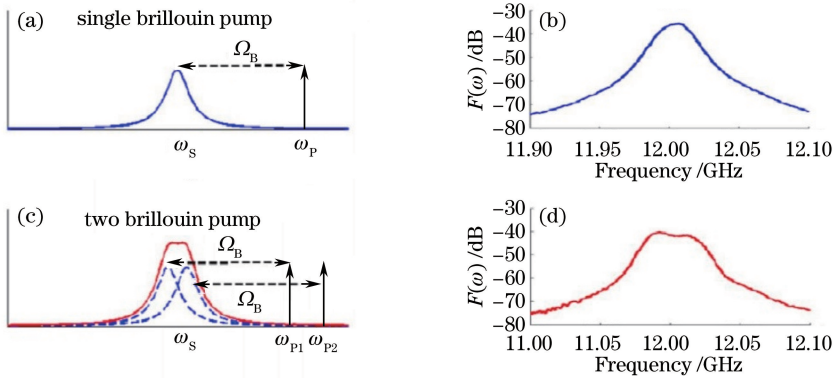 (a) single brillouin pump
Ω_B
ω_S ω_P
(b)
F(ω) /dB
−30
−40
−50
−60
−70
−80
11.90 11.95 12.00 12.05 12.10
Frequency /GHz
(c) two brillouin pump
Ω_B
Ω_B
ω_S ω_P1 ω_P2
(d)
F(ω) /dB
−30
−40
−50
−60
−70
−80
11.00 11.05 12.00 12.05 12.10
Frequency /GHz